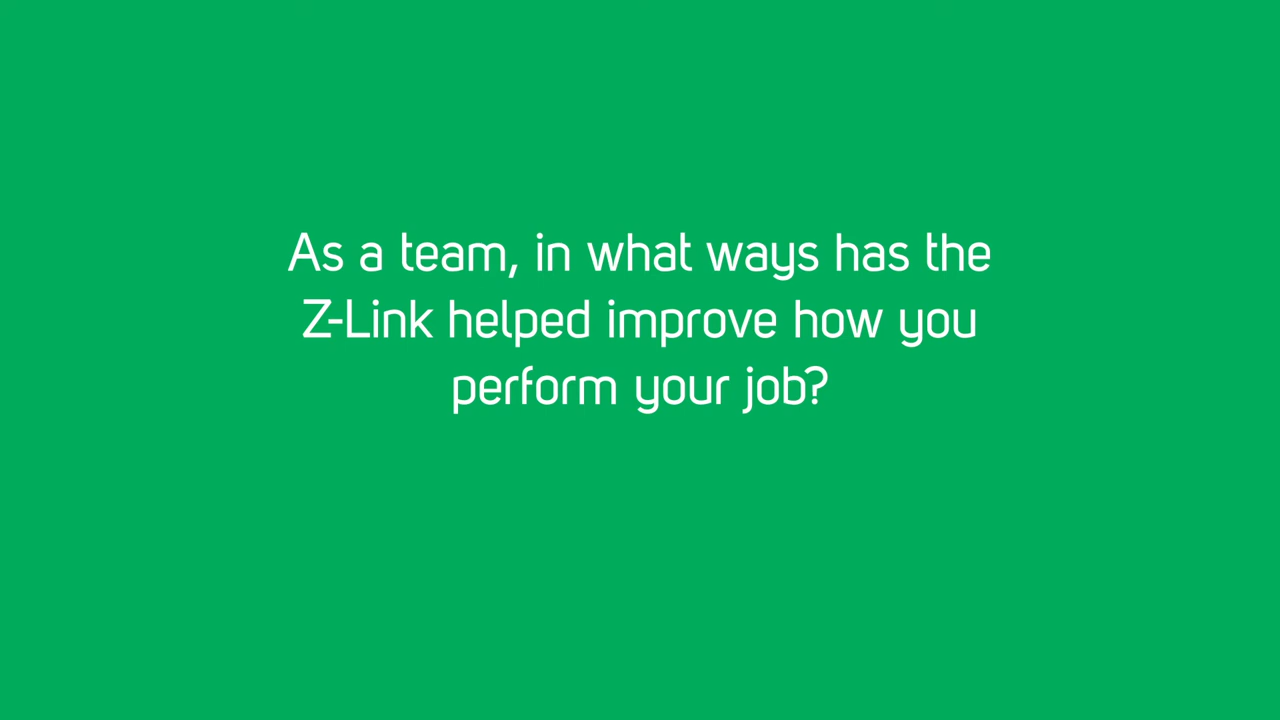 As a team, in what ways has the
Z-Link helped improve how you
perform your job?